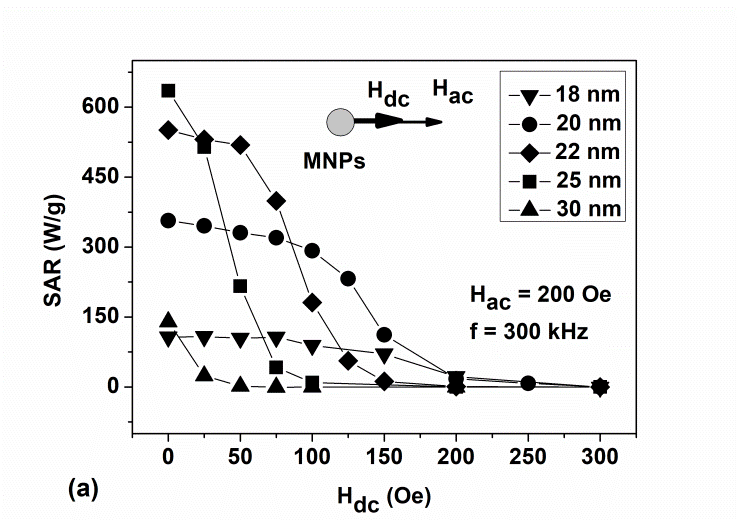 600
450
300
150
0
SAR (W/g)
H_dc
H_ac
MNPs
18 nm
20 nm
22 nm
25 nm
30 nm
H_ac = 200 Oe
f = 300 kHz
0 50 100 150 200 250 300
H_dc (Oe)
(a)